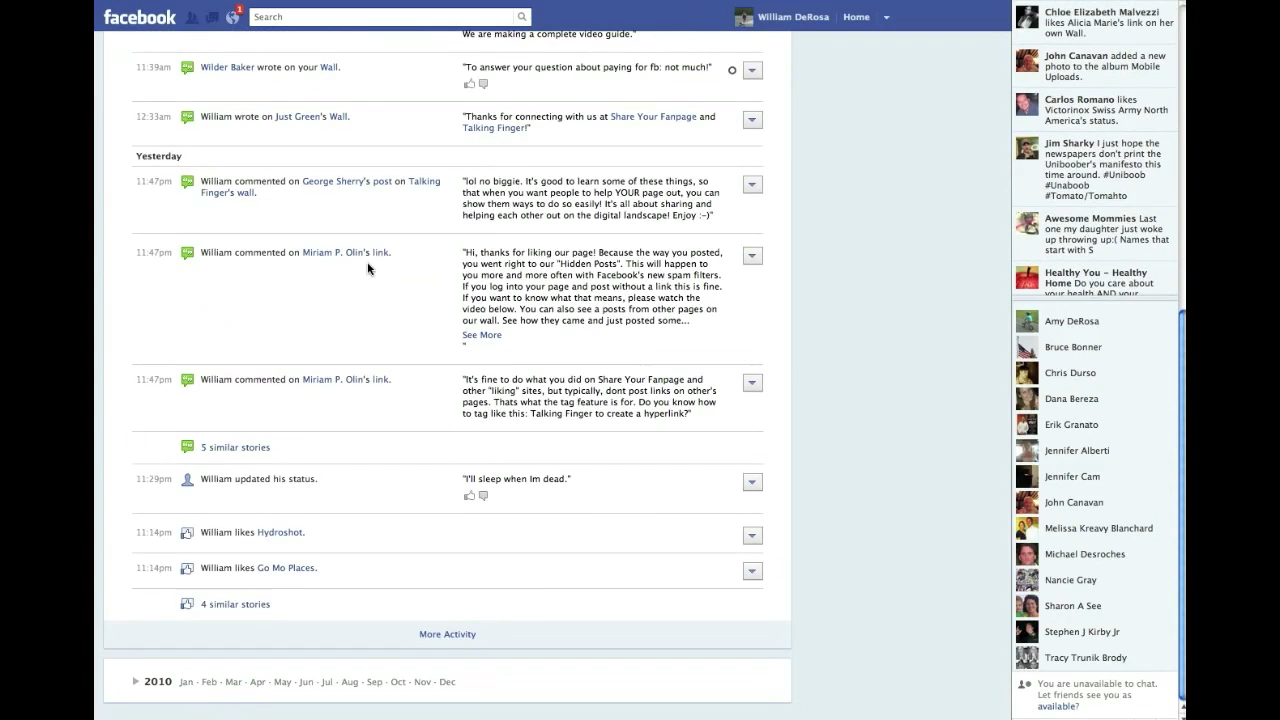 facebook
1
Search
William DeRosa
Home
We are making a complete video guide."
11:39am
Wilder Baker wrote on your Wall.
"To answer your question about paying for fb: not much!"
12:33am
William wrote on Just Green's Wall.
"Thanks for connecting with us at Share Your Fanpage and
Talking Finger!"
Yesterday
11:47pm
William commented on George Sherry's post on Talking
Finger's wall.
"lol no biggie. It's good to learn some of these things, so
that when you want people to help YOUR page out, you can
show them ways to do so easily! It's all about sharing and
helping each other out on the digital landscape! Enjoy :-)"
11:47pm
William commented on Miriam P. Olin's link.
"Hi, thanks for liking our page! Because the way you posted,
you went right to our "Hidden Posts". This will happen to
you more and more often with Facebook's new spam filters.
If you log into your page and post without a link this is fine.
If you want to know what that means, please watch the
video below. You can also see a posts from other pages on
our wall. See how they came and just posted some...
See More
"
11:47pm
William commented on Miriam P. Olin's link.
"It's fine to do what you did on Share Your Fanpage and
other "liking" sites, but typically, dont post links on other's
pages. Thats what the tag feature is for. Do you know how
to tag like this: Talking Finger to create a hyperlink?"
5 similar stories
11:29pm
William updated his status.
"I'll sleep when Im dead."
11:14pm
William likes Hydroshot.
11:14pm
William likes Go Mo Places.
4 similar stories
More Activity
2010 Jan · Feb · Mar · Apr · May · Jun · Jul · Aug · Sep · Oct · Nov · Dec
Chloe Elizabeth Malvezzi
likes Alicia Marie's link on her
own Wall.
John Canavan added a new
photo to the album Mobile
Uploads.
Carlos Romano likes
Victorinox Swiss Army North
America's status.
Jim Sharky I just hope the
newspapers don't print the
Uniboober's manifesto this
time around. #Uniboob
#Unaboob
#Tomato/Tomahto
Awesome Mommies Last
one my daughter just woke
up throwing up:( Names that
start with S
Healthy You - Healthy
Home Do you care about
your health AND your
Amy DeRosa
Bruce Bonner
Chris Durso
Dana Bereza
Erik Granato
Jennifer Alberti
Jennifer Cam
John Canavan
Melissa Kreavy Blanchard
Michael Desroches
Nancie Gray
Sharon A See
Stephen J Kirby Jr
Tracy Trunik Brody
You are unavailable to chat.
Let friends see you as
available?